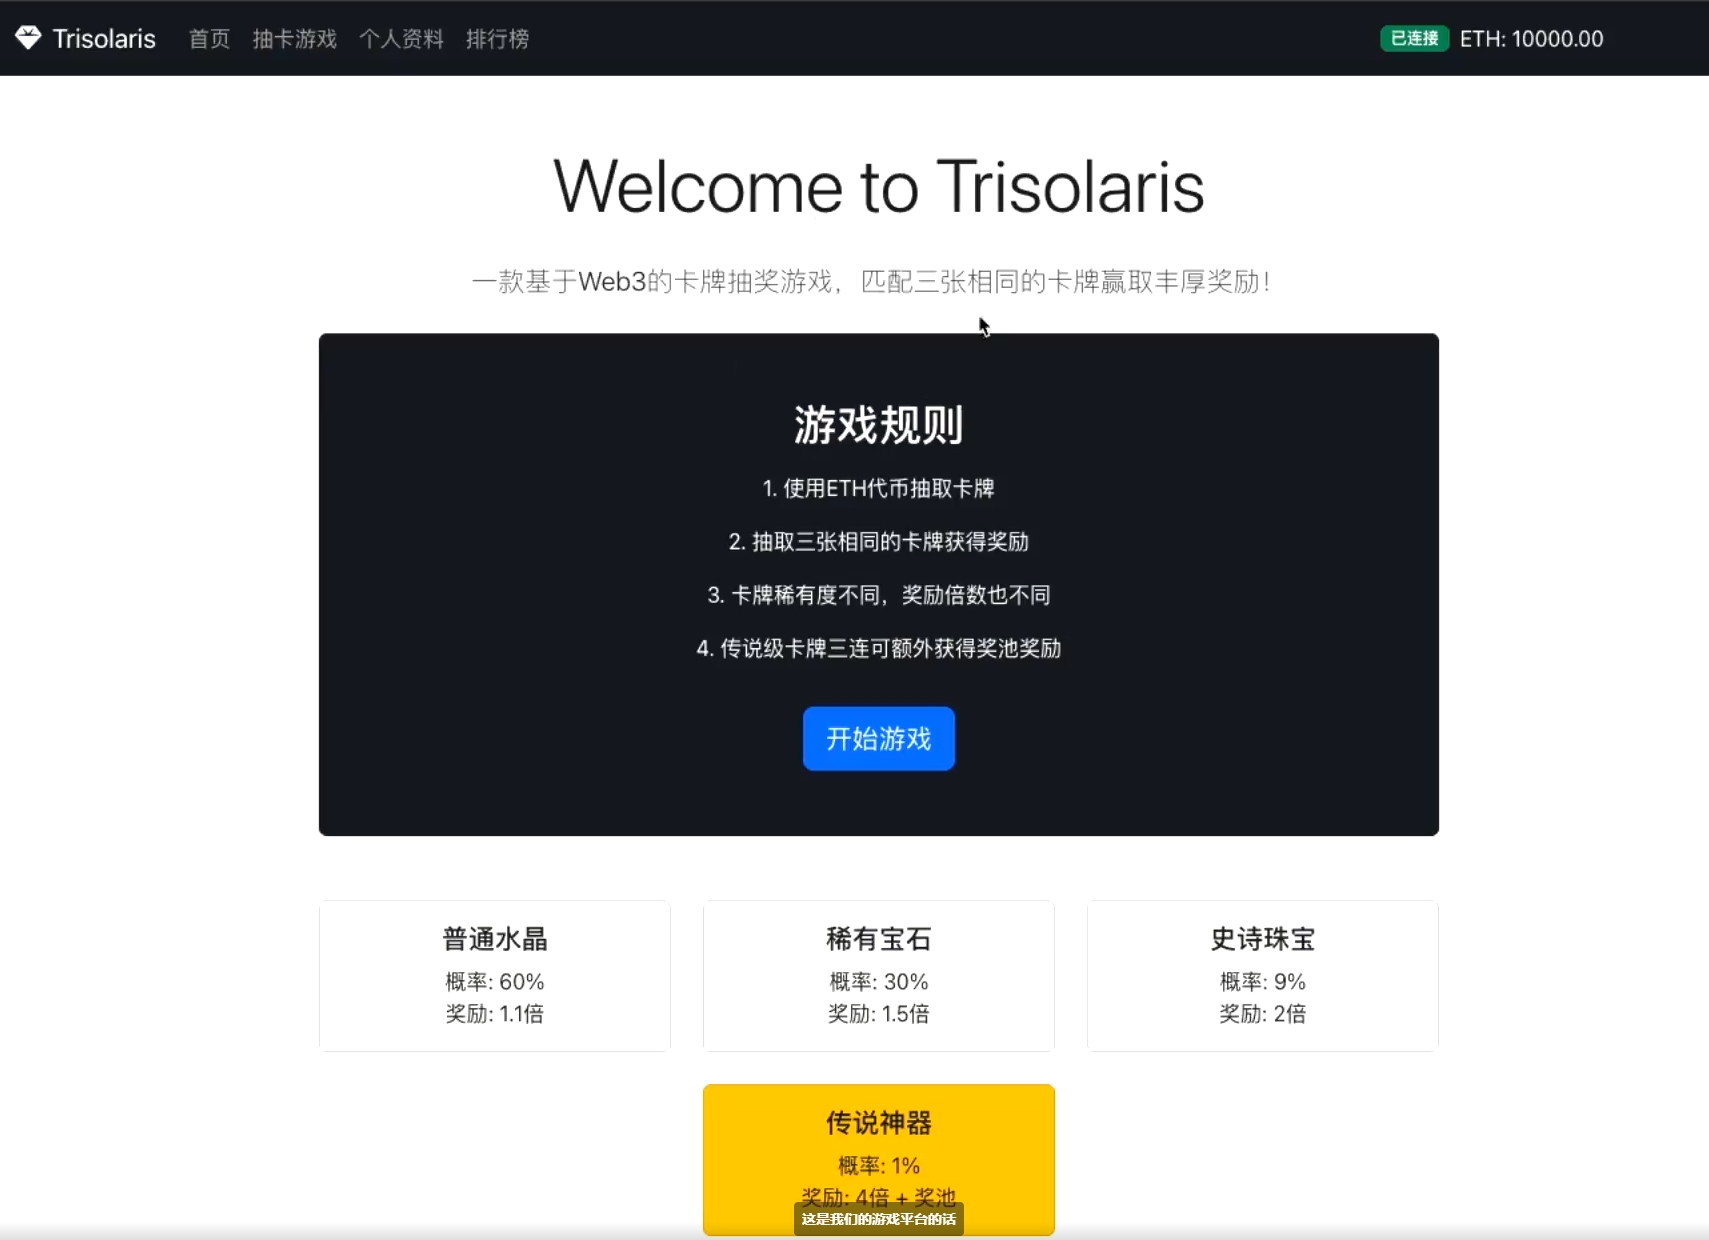 Trisolaris 首页 抽卡游戏 个人资料 排行榜 已连接 ETH: 10000.00
Welcome to Trisolaris
一款基于Web3的卡牌抽奖游戏，匹配三张相同的卡牌赢取丰厚奖励！
游戏规则
1. 使用ETH代币抽取卡牌
2. 抽取三张相同的卡牌获得奖励
3. 卡牌稀有度不同，奖励倍数也不同
4. 传说级卡牌三连可额外获得奖池奖励
开始游戏
普通水晶
概率: 60%
奖励: 1.1倍
稀有宝石
概率: 30%
奖励: 1.5倍
史诗珠宝
概率: 9%
奖励: 2倍
传说神器
概率: 1%
奖励: 4倍 + 奖池
这是我们的游戏平台的话